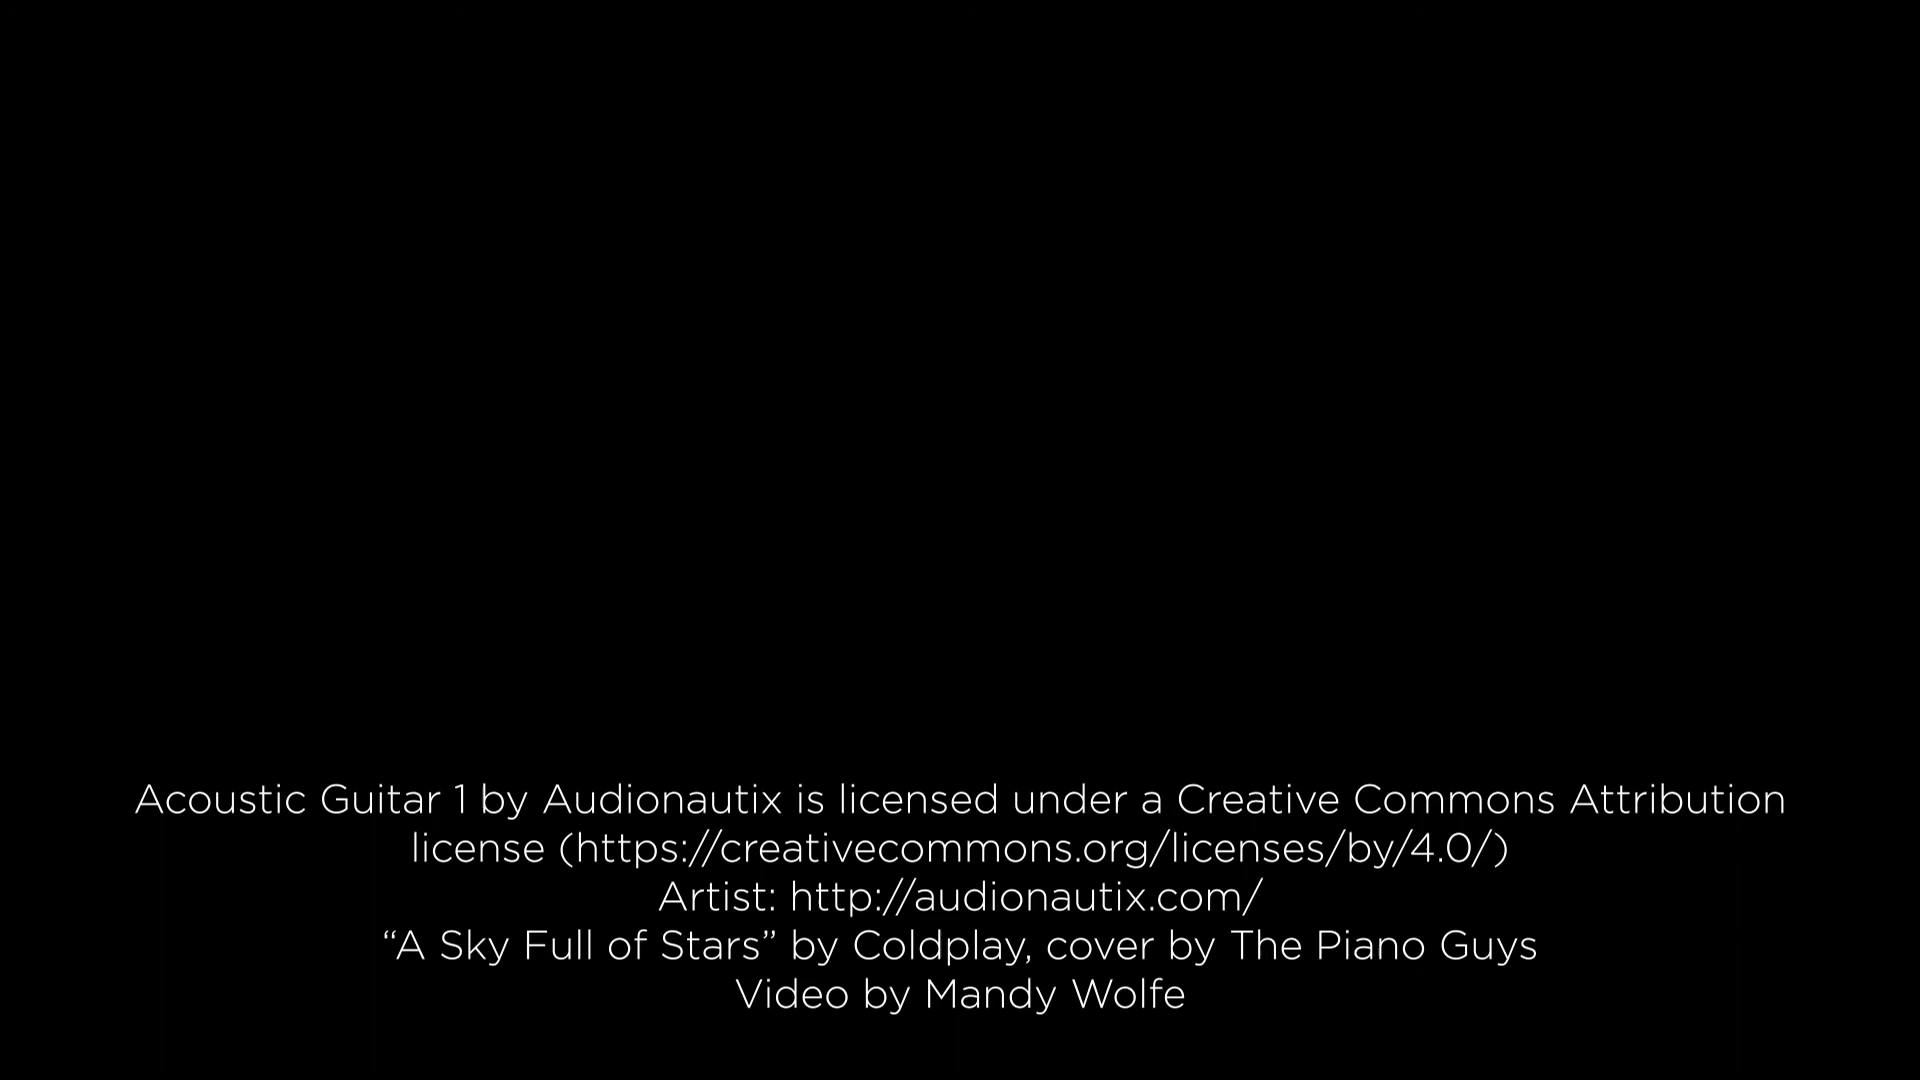 Acoustic Guitar 1 by Audionautix is licensed under a Creative Commons Attribution
license (https://creativecommons.org/licenses/by/4.0/)
Artist: http://audionautix.com/
“A Sky Full of Stars” by Coldplay, cover by The Piano Guys
Video by Mandy Wolfe